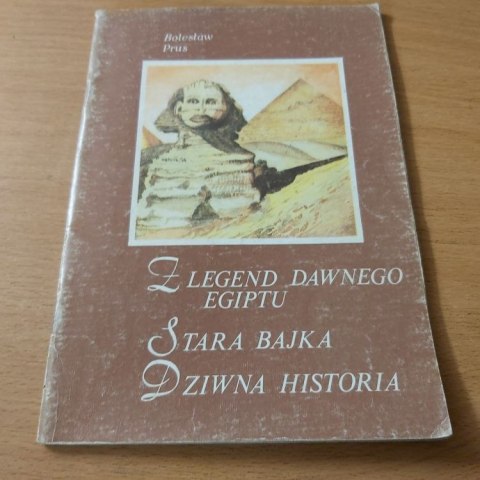 Bolesław
Prus
Z LEGEND DAWNEGO
EGIPTU
STARA BAJKA
DZIWNA HISTORIA